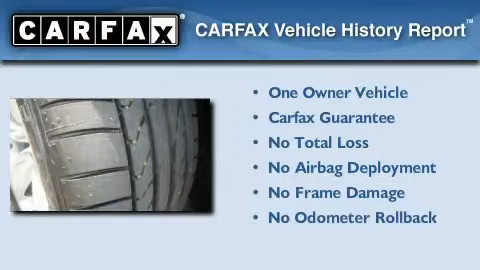 CARFAX® CARFAX Vehicle History Report™
• One Owner Vehicle
• Carfax Guarantee
• No Total Loss
• No Airbag Deployment
• No Frame Damage
• No Odometer Rollback